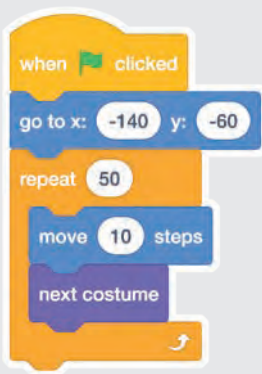 when clicked
go to x: -140 y: -60
repeat 50
move 10 steps
next costume